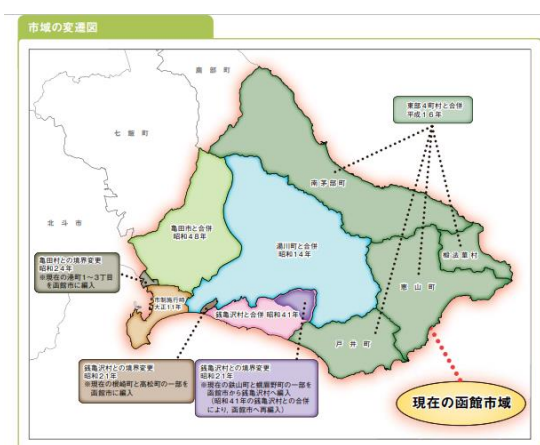 市域の変遷図
鹿部町
七飯町
北斗市
東部4町村と合併
平成16年
南茅部町
亀田市と合併
昭和48年
湯川町と合併
昭和14年
椴法華村
恵山町
戸井町
亀田村との境界変更
昭和24年
※現在の港町1~3丁目
を函館市に編入
市制施行時
大正11年
銭亀沢村と合併 昭和41年
銭亀沢村との境界変更
昭和21年
※現在の根崎町と高松町の一部を
函館市に編入
銭亀沢村との境界変更
昭和21年
※現在の鉄山町と蛾眉野町の一部を
函館市から銭亀沢村へ編入
(昭和41年の銭亀沢村との合併
により、函館市へ再編入)
現在の函館市域